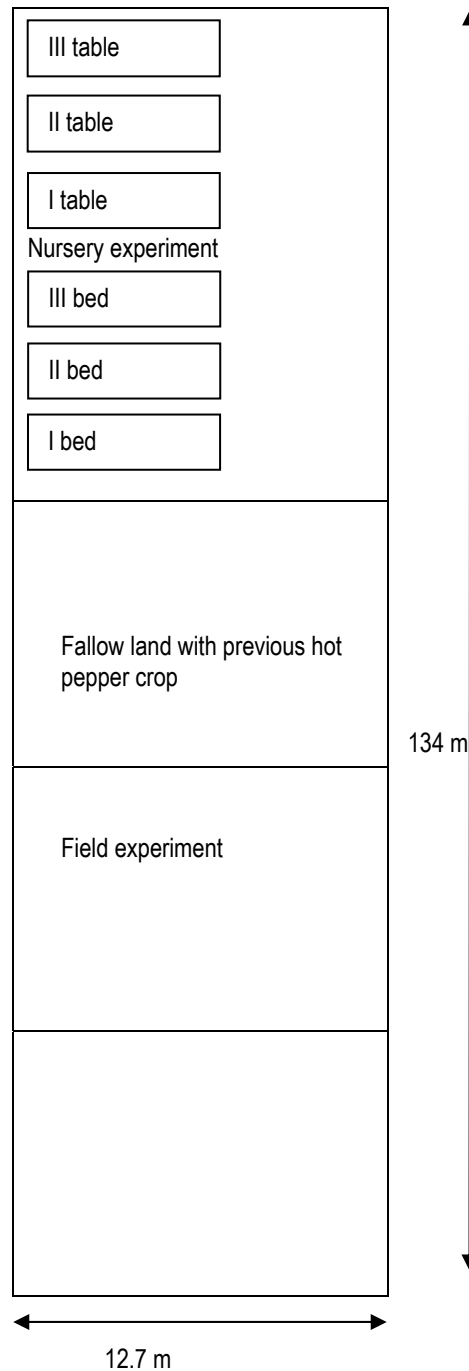 III table
II table
I table
Nursery experiment
III bed
II bed
I bed
Fallow land with previous hot
pepper crop
134 m
Field experiment
12.7 m